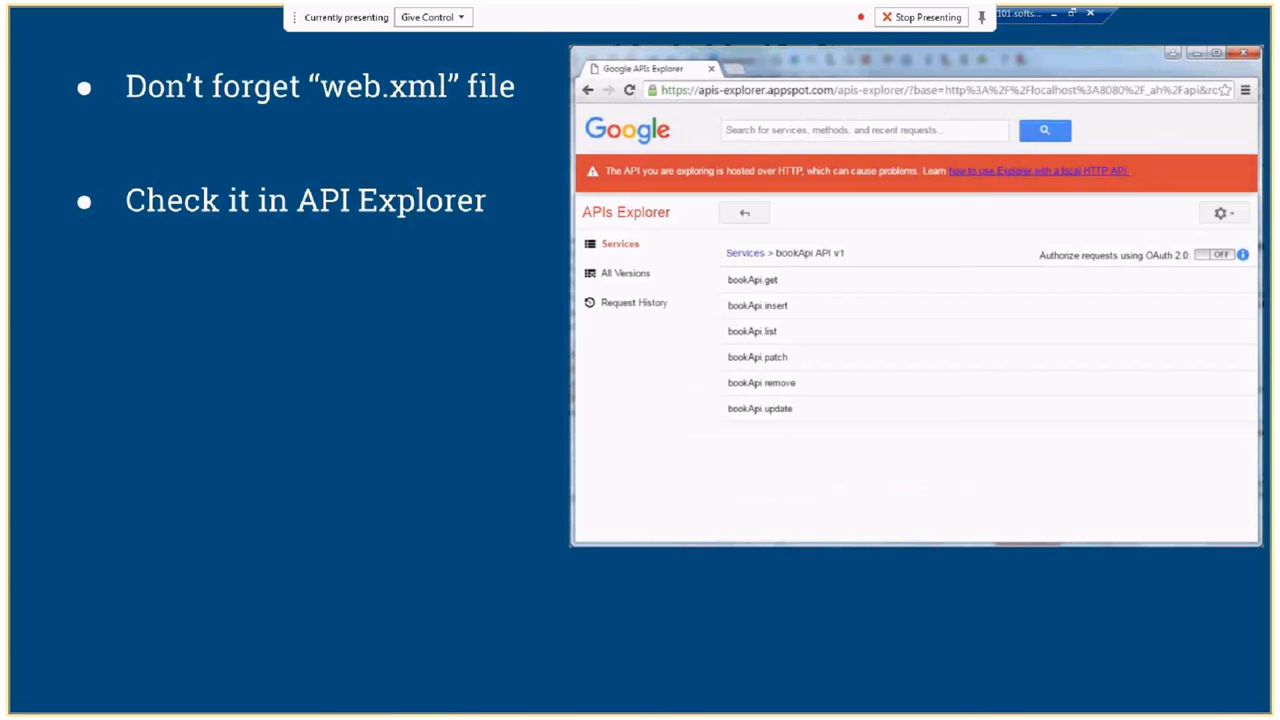 Currently presenting
Give Control
Stop Presenting
101.softs...
Don't forget “web.xml” file
Check it in API Explorer
Google APIs Explorer
https://apis-explorer.appspot.com/apis-explorer/?base=http%3A%2F%2Flocalhost%3A8080%2F_ah%2Fapi&ro
Google
Search for services, methods, and recent requests...
The API you are exploring is hosted over HTTP, which can cause problems. Learn how to use Explorer with a local HTTP API.
APIs Explorer
Services
All Versions
Request History
Services > bookApi API v1
Authorize requests using OAuth 2.0: OFF
bookApi.get
bookApi.insert
bookApi.list
bookApi.patch
bookApi.remove
bookApi.update